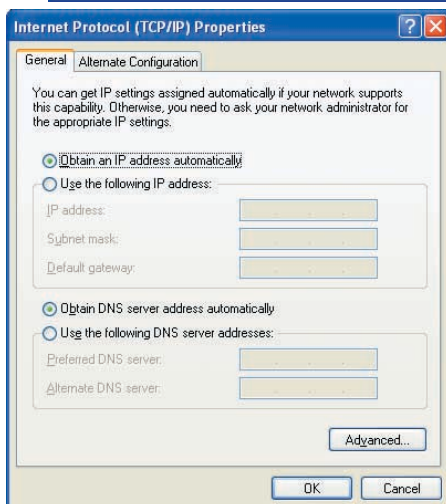 Internet Protocol (TCP/IP) Properties
General
Alternate Configuration
You can get IP settings assigned automatically if your network supports
this capability. Otherwise, you need to ask your network administrator for
the appropriate IP settings.
Obtain an IP address automatically
Use the following IP address:
IP address:
Subnet mask:
Default gateway:
Obtain DNS server address automatically
Use the following DNS server addresses:
Preferred DNS server:
Alternate DNS server:
Advanced...
OK
Cancel